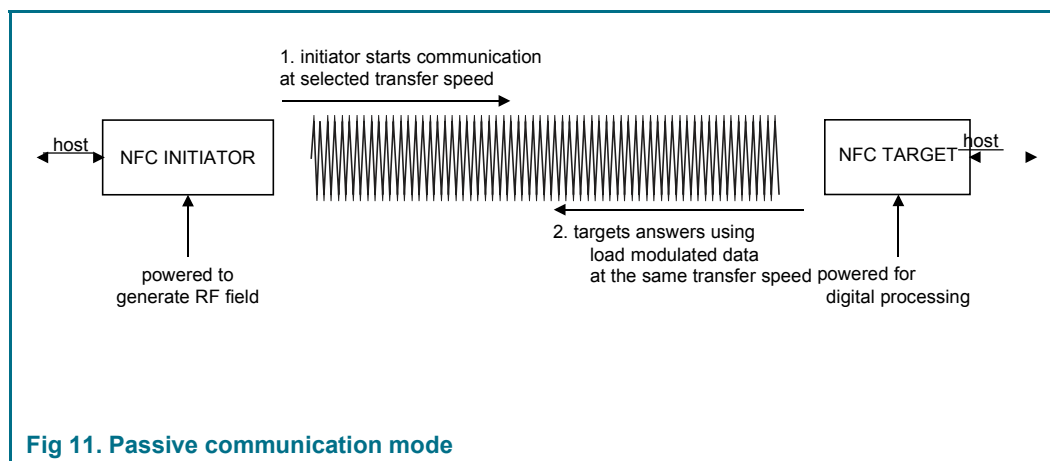 1. initiator starts communication
at selected transfer speed
host
NFC INITIATOR
NFC TARGET
host
2. targets answers using
load modulated data
at the same transfer speed
powered to
generate RF field
powered for
digital processing
Fig 11. Passive communication mode